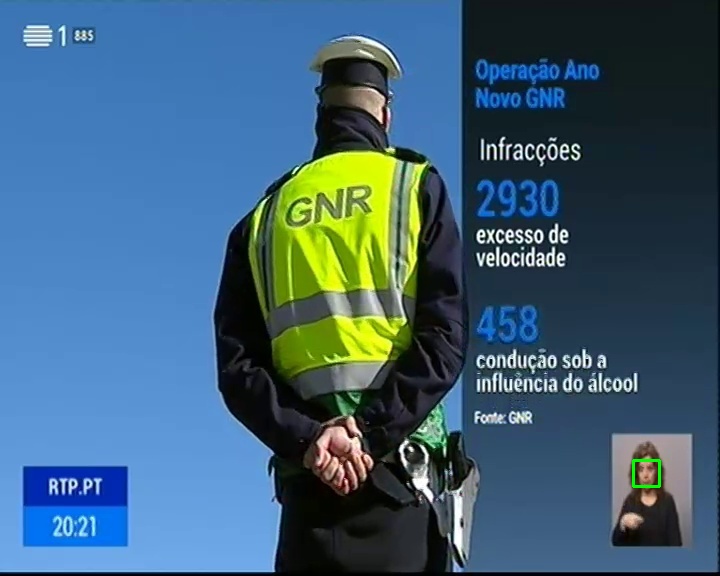 1 885
Operação Ano
Novo GNR
Infracções
GNR
2930
excesso de
velocidade
458
condução sob a
influência do álcool
Fonte: GNR
RTP.PT
20:21